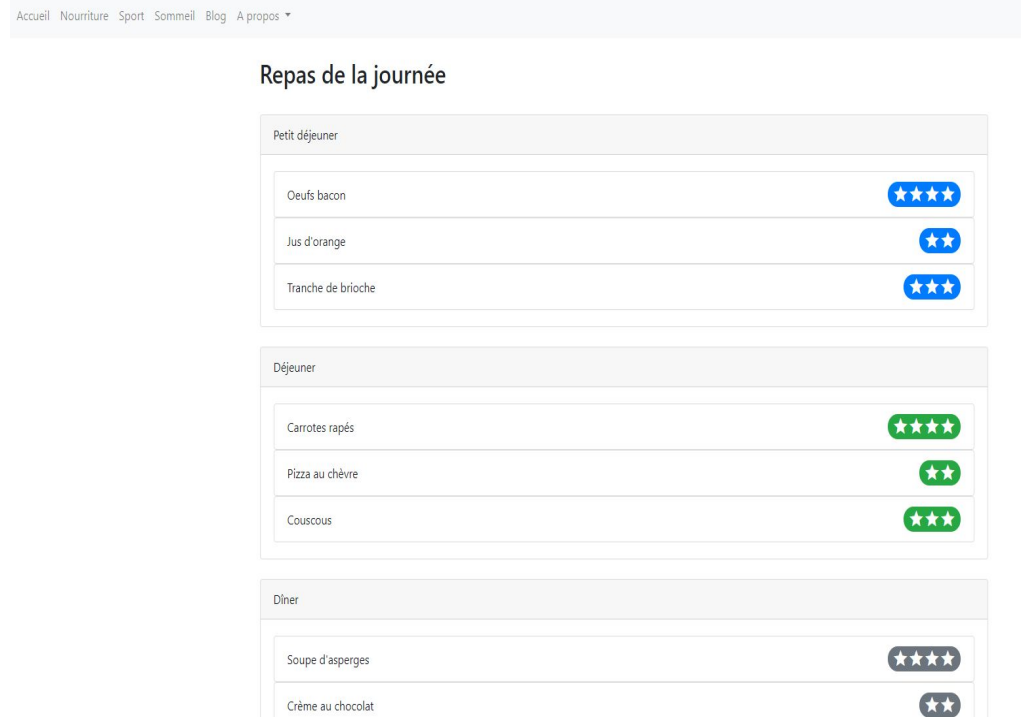 Accueil Nourriture Sport Sommeil Blog A propos
Repas de la journée
Petit déjeuner
Oeufs bacon
Jus d'orange
Tranche de brioche
Déjeuner
Carrotes rapés
Pizza au chèvre
Couscous
Dîner
Soupe d'asperges
Crème au chocolat